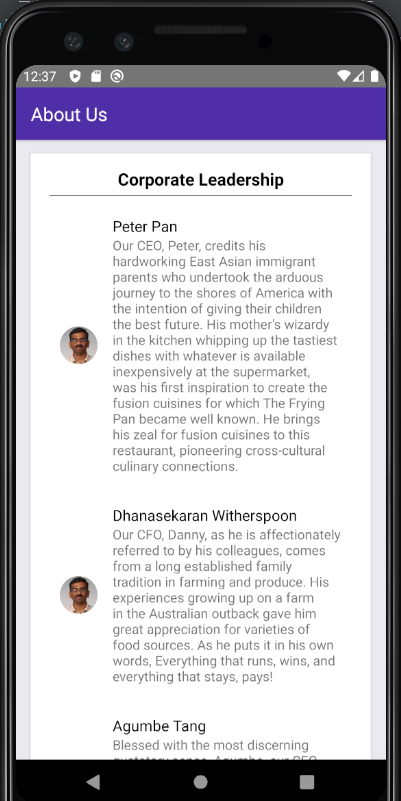 12:37
About Us
Corporate Leadership
Peter Pan
Our CEO, Peter, credits his
hardworking East Asian immigrant
parents who undertook the arduous
journey to the shores of America with
the intention of giving their children
the best future. His mother's wizardy
in the kitchen whipping up the tastiest
dishes with whatever is available
inexpensively at the supermarket,
was his first inspiration to create the
fusion cuisines for which The Frying
Pan became well known. He brings
his zeal for fusion cuisines to this
restaurant, pioneering cross-cultural
culinary connections.
Dhanasekaran Witherspoon
Our CFO, Danny, as he is affectionately
referred to by his colleagues, comes
from a long established family
tradition in farming and produce. His
experiences growing up on a farm
in the Australian outback gave him
great appreciation for varieties of
food sources. As he puts it in his own
words, Everything that runs, wins, and
everything that stays, pays!
Agumbe Tang
Blessed with the most discerning